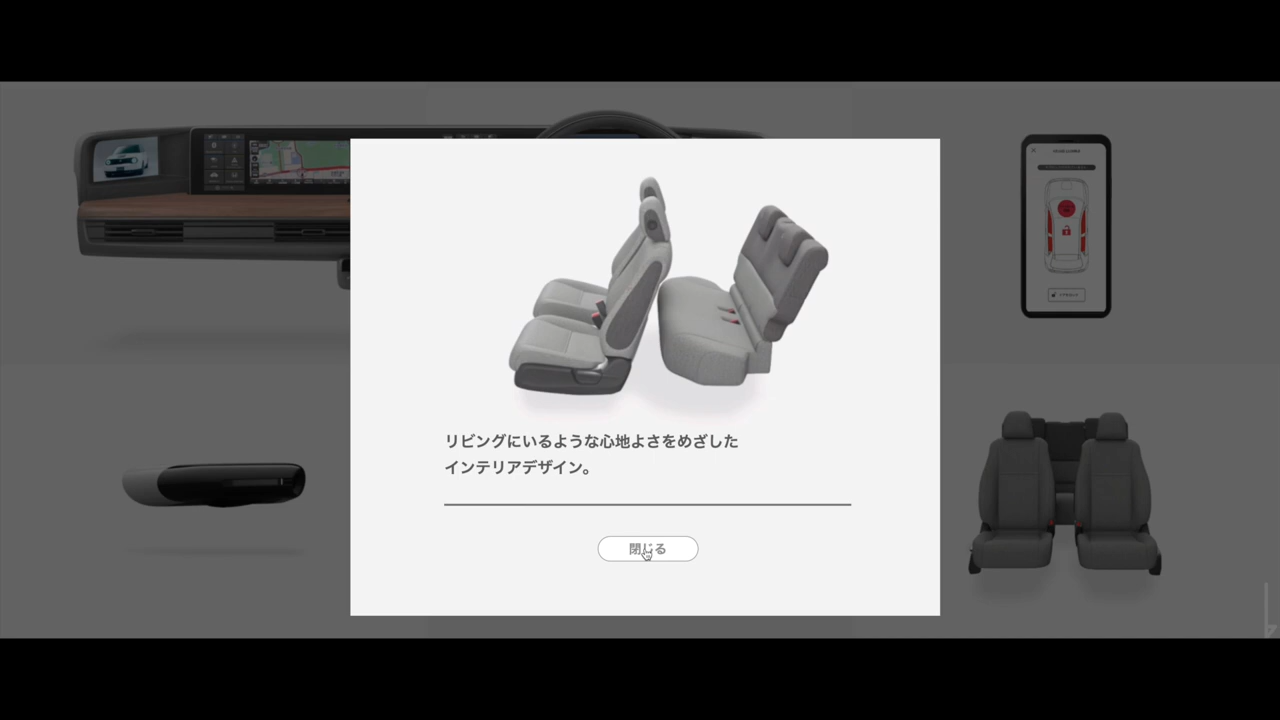 リビングにいるような心地よさをめざした
インテリアデザイン。
閉じる